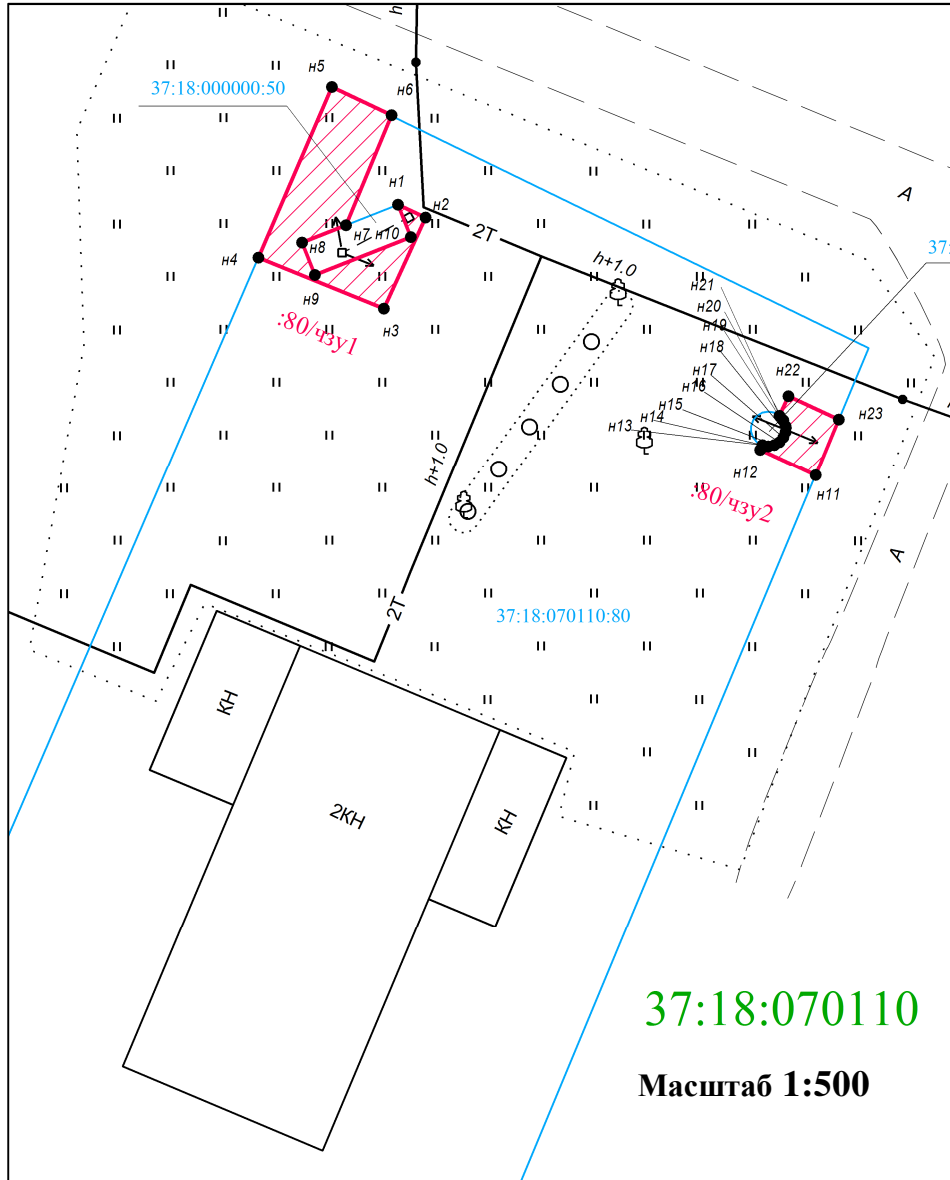 h
н5
37:18:000000:50
н6
А
н1
н2
2Т
н7
н10
н8
н4
н9
37:
h+1.0
н21
н20
н19
:80/чзу1
н3
н18
н22
н17
н16
н23
н15
н14
н13
h+1.0
н12
н11
:80/чзу2
А
2Т
37:18:070110:80
КН
2КН
КН
37:18:070110
Масштаб 1:500